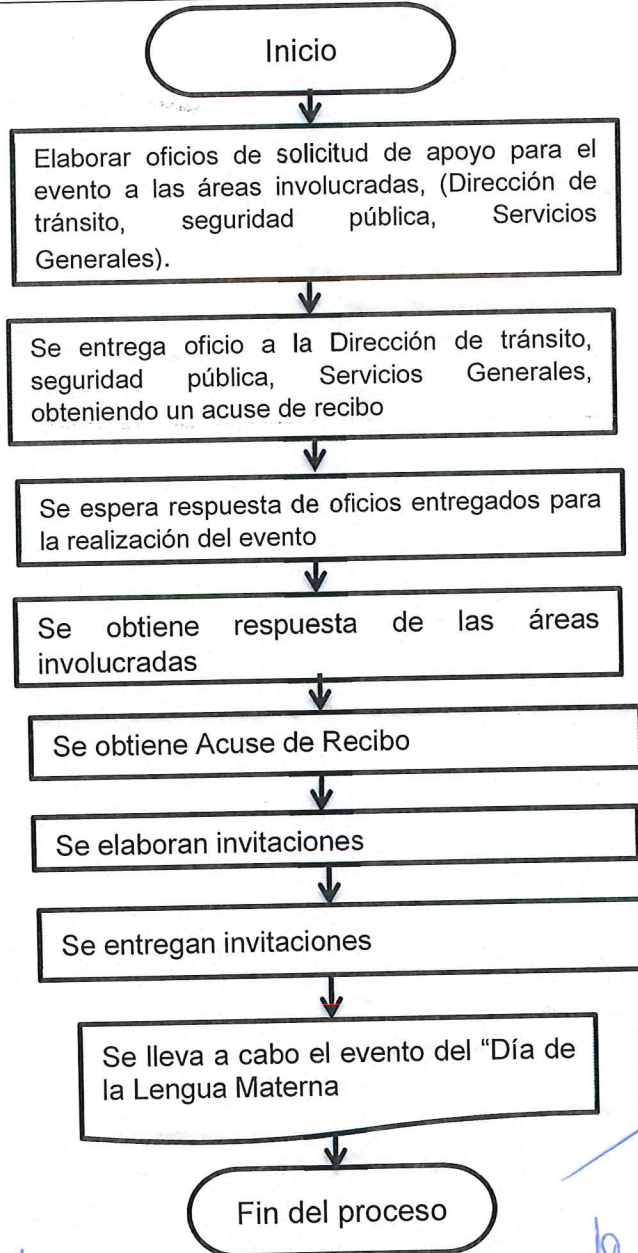 Inicio
Elaborar oficios de solicitud de apoyo para el
evento a las áreas involucradas, (Dirección de
tránsito, seguridad pública, Servicios
Generales).
Se entrega oficio a la Dirección de tránsito,
seguridad pública, Servicios Generales,
obteniendo un acuse de recibo
Se espera respuesta de oficios entregados para
la realización del evento
Se obtiene respuesta de las áreas
involucradas
Se obtiene Acuse de Recibo
Se elaboran invitaciones
Se entregan invitaciones
Se lleva a cabo el evento del “Día de
la Lengua Materna
Fin del proceso